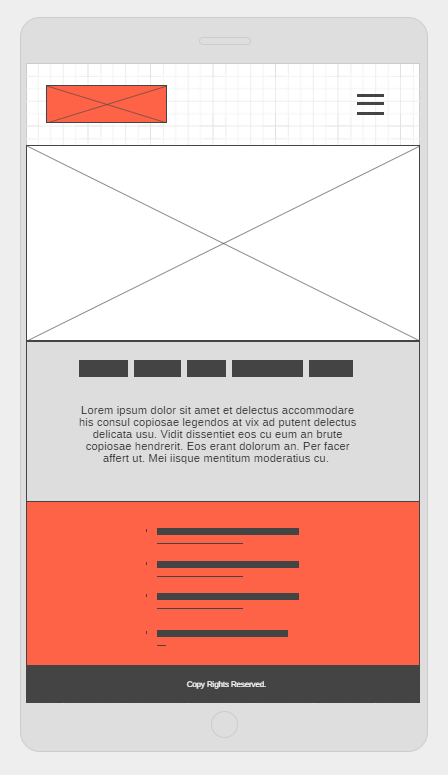 Lorem ipsum dolor sit amet et delectus accommodare
his consul copiosae legendos at vix ad putent delectus
delicata usu. Vidit dissentiet eos cu eum an brute
copiosae hendrerit. Eos erant dolorum an. Per facer
affert ut. Mei iisque mentitum moderatius cu.
Copy Rights Reserved.